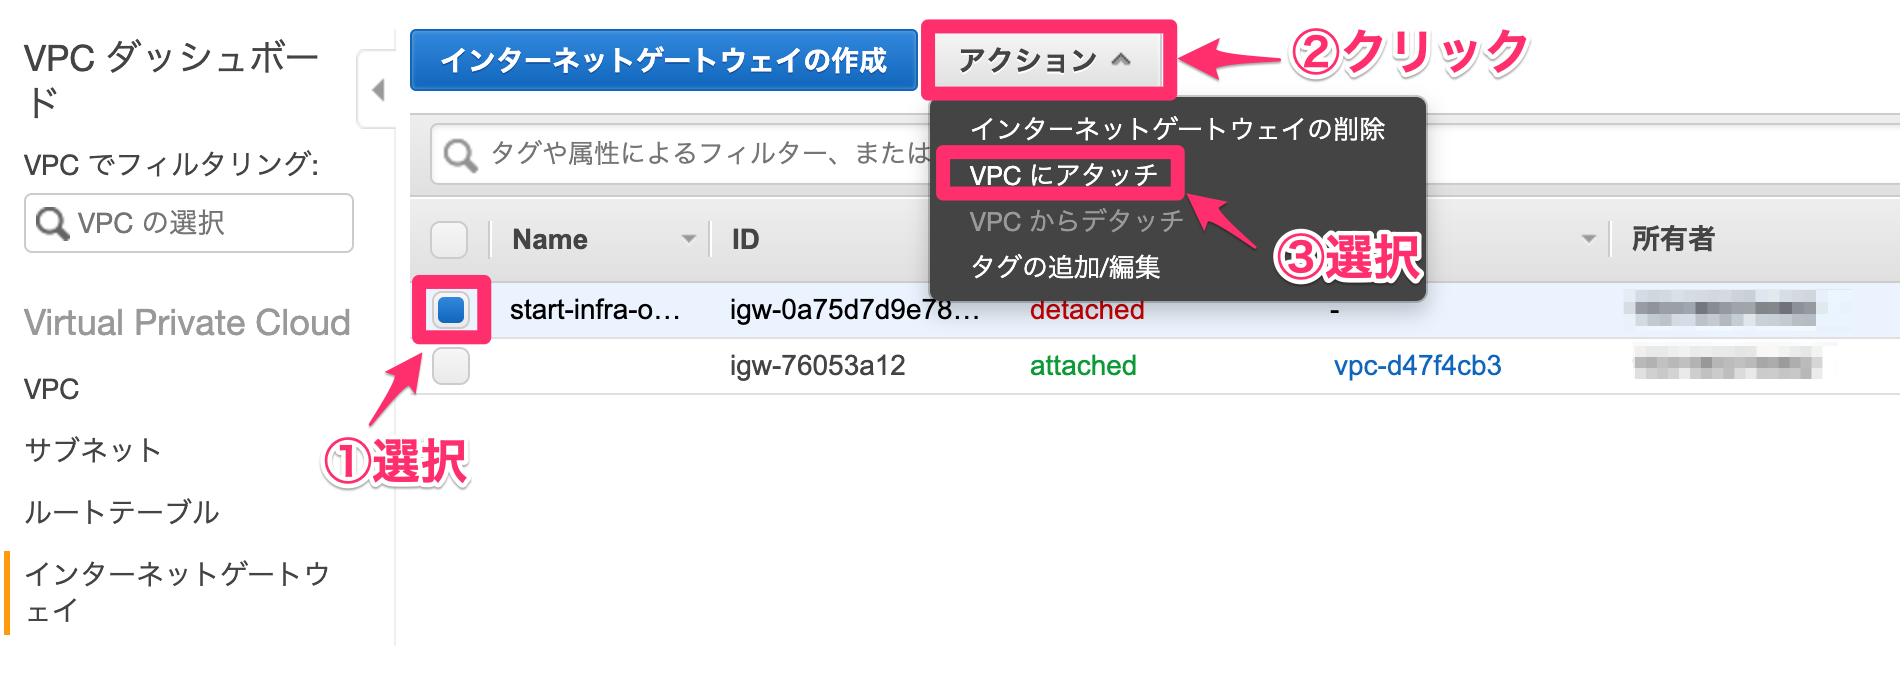 VPC ダッシュボー
ド
VPC でフィルタリング:
VPC の選択
Virtual Private Cloud
VPC
サブネット
ルートテーブル
インターネットゲートウ
ェイ
インターネットゲートウェイの作成
アクション
②クリック
タグや属性によるフィルター、または
インターネットゲートウェイの削除
VPC にアタッチ
VPC からデタッチ
タグの追加/編集
③選択
Name ID 所有者
start-infra-o... igw-0a75d7d9e78... detached -
igw-76053a12 attached vpc-d47f4cb3
①選択